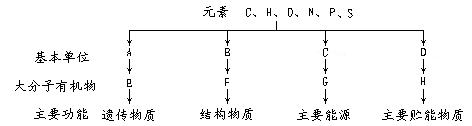 元素 C、H、D、N、P、S
基本单位 A B C D
大分子有机物 E F G H
主要功能 遗传物质 结构物质 主要能源 主要贮能物质